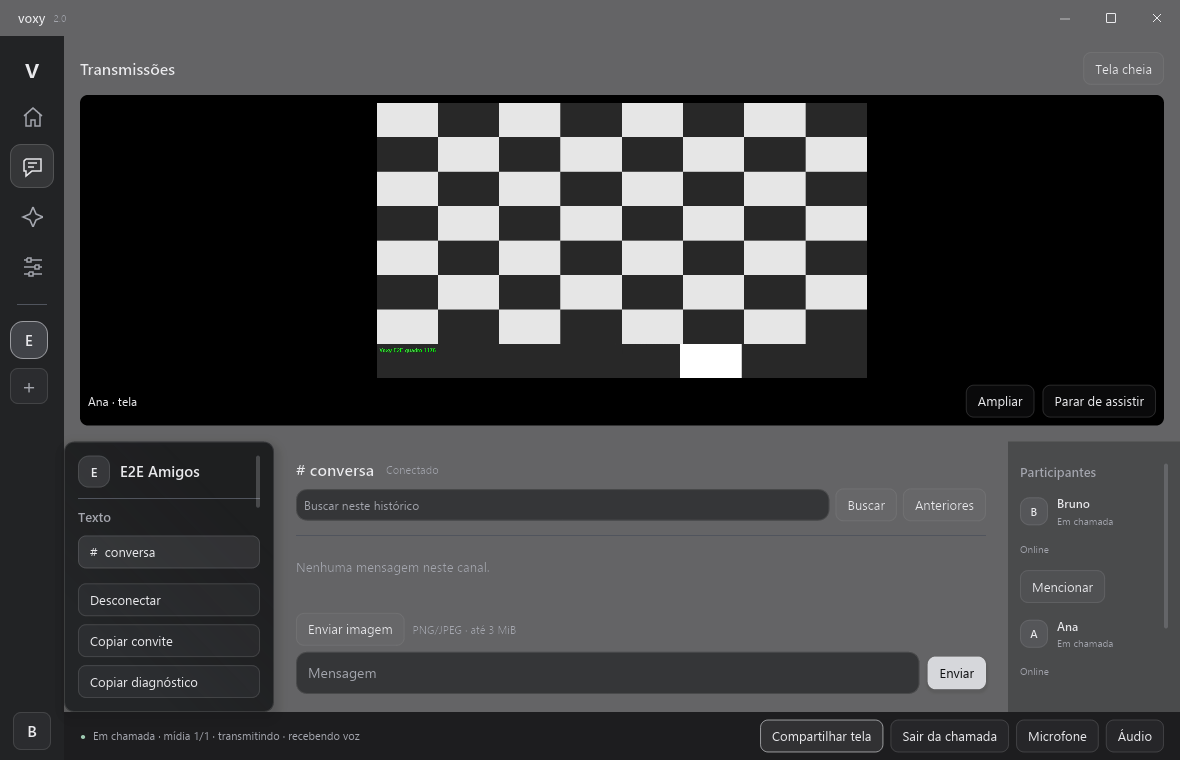 voxy 2.0
V
Transmissões
Tela cheia
Voxy E2E quadro
Ana · tela
Ampliar
Parar de assistir
E
+
E
E2E Amigos
Texto
# conversa
Desconectar
Copiar convite
Copiar diagnóstico
# conversa
Conectado
Buscar neste histórico
Buscar
Anteriores
Nenhuma mensagem neste canal.
Enviar imagem
PNG/JPEG · até 3 MiB
Mensagem
Enviar
Participantes
B
Bruno
Em chamada
Online
Mencionar
A
Ana
Em chamada
Online
B
Em chamada · mídia 1/1 · transmitindo · recebendo voz
Compartilhar tela
Sair da chamada
Microfone
Áudio